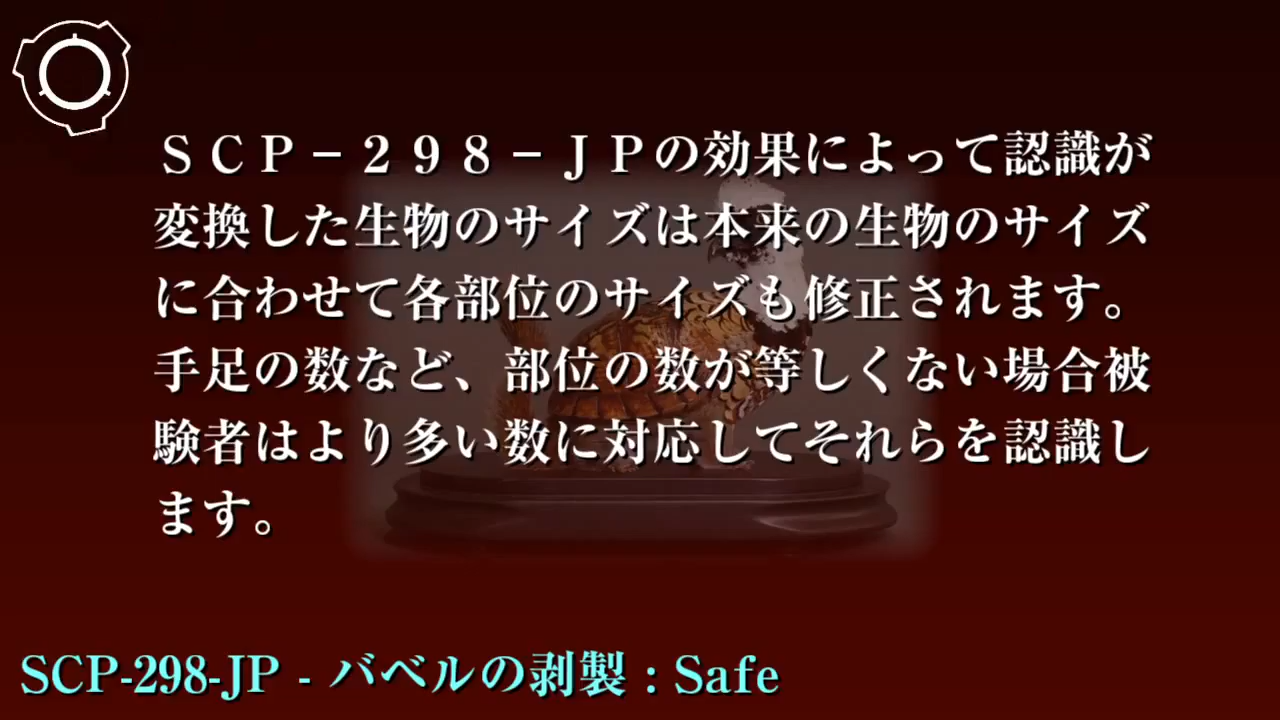 ＳＣＰ－２９８－ＪＰの効果によって認識が
変換した生物のサイズは本来の生物のサイズ
に合わせて各部位のサイズも修正されます。
手足の数など、部位の数が等しくない場合被
験者はより多い数に対応してそれらを認識し
ます。
SCP-298-JP - バベルの剥製 : Safe